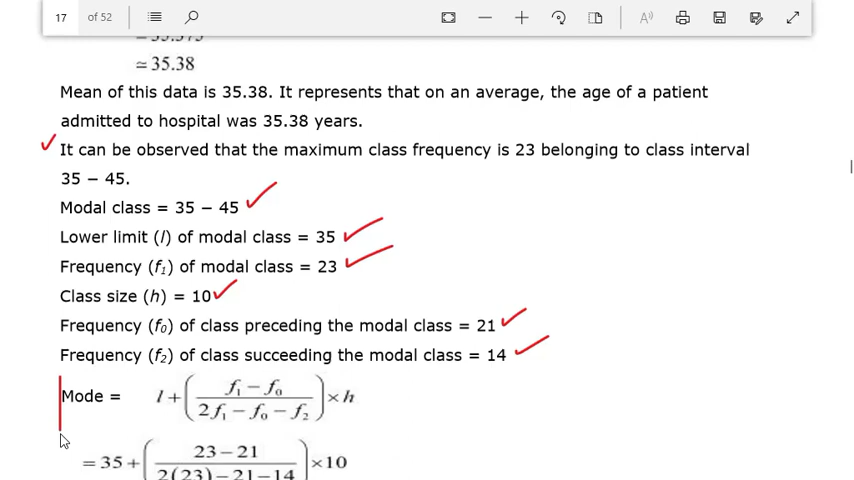 17 of 52
≃ 35.38
Mean of this data is 35.38. It represents that on an average, the age of a patient
admitted to hospital was 35.38 years.
It can be observed that the maximum class frequency is 23 belonging to class interval
35 − 45.
Modal class = 35 − 45
Lower limit (l) of modal class = 35
Frequency (f₁) of modal class = 23
Class size (h) = 10
Frequency (f₀) of class preceding the modal class = 21
Frequency (f₂) of class succeeding the modal class = 14
Mode = l + ( (f₁ − f₀) / (2f₁ − f₀ − f₂) ) × h
= 35 + ( (23 − 21) / (2(23) − 21 − 14) ) × 10